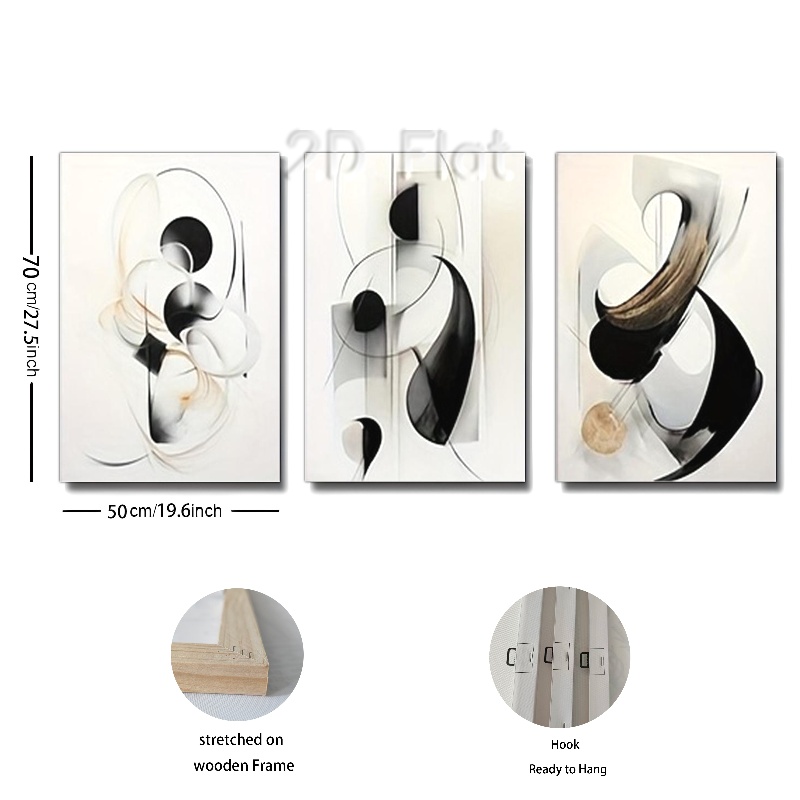 2D Flat
70 cm/27.5inch
50cm/19.6inch
stretched on
wooden Frame
Hook
Ready to Hang